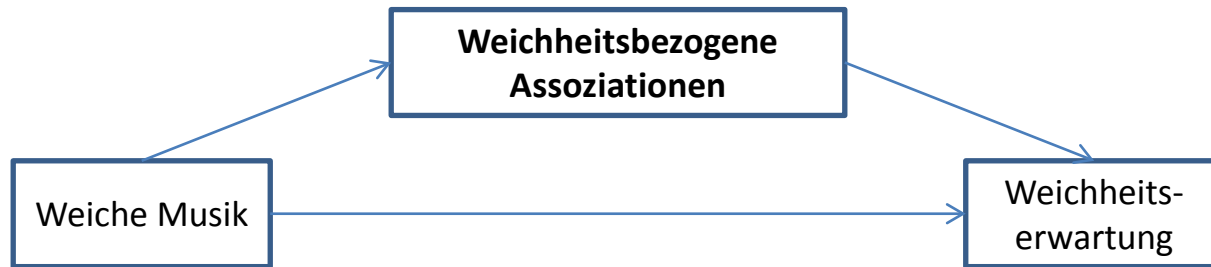 Weichheitsbezogene
Assoziationen
Weiche Musik
Weichheits-
erwartung